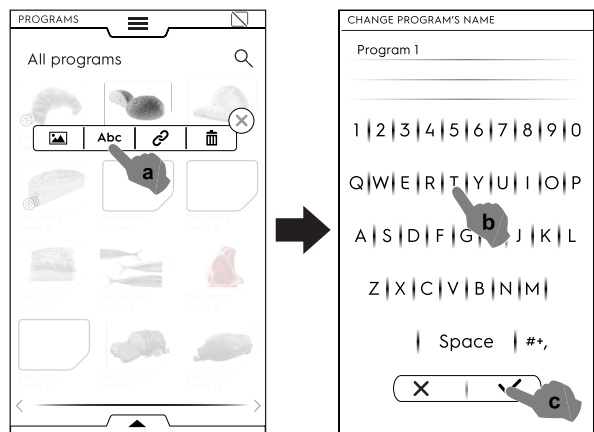 PROGRAMS
All programs
Abc
a
CHANGE PROGRAM'S NAME
Program 1
1 2 3 4 5 6 7 8 9 0
Q W E R T Y U I O P
b
A S D F G J K L
Z X C V B N M
Space #+,
c